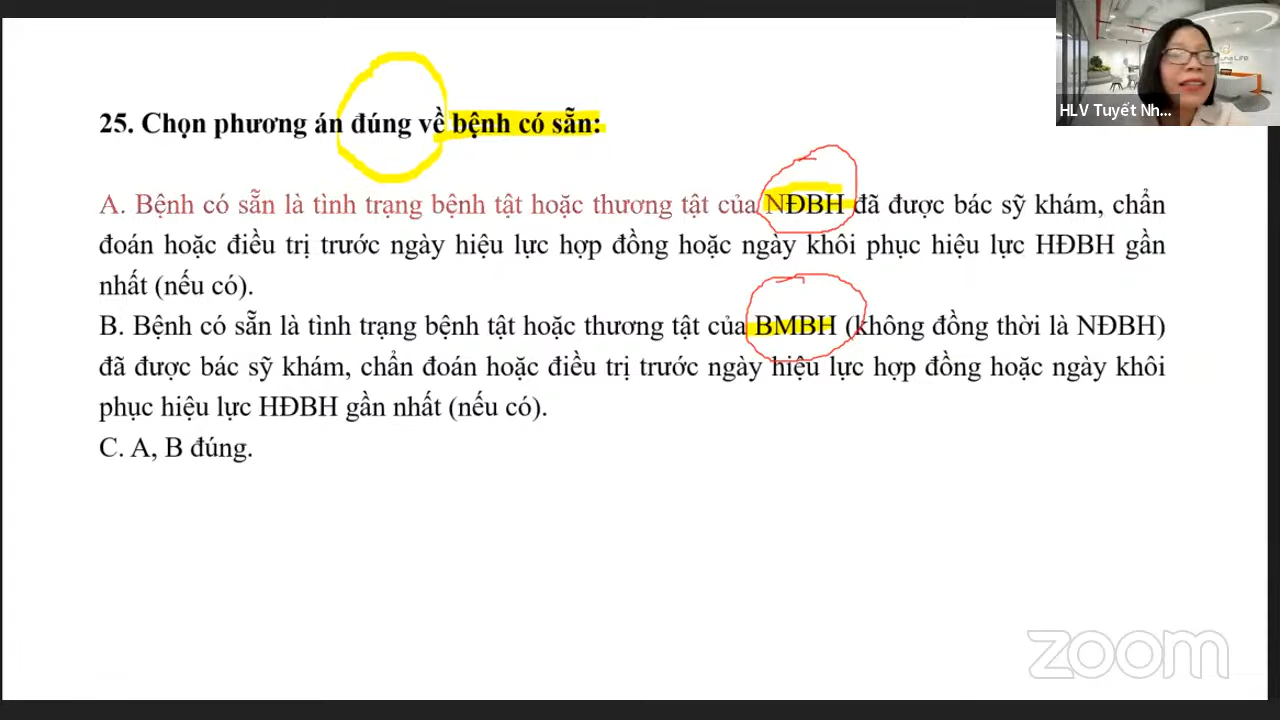 HLV Tuyết Nh...
25. Chọn phương án đúng về bệnh có sẵn:
A. Bệnh có sẵn là tình trạng bệnh tật hoặc thương tật của NĐBH đã được bác sỹ khám, chẩn
đoán hoặc điều trị trước ngày hiệu lực hợp đồng hoặc ngày khôi phục hiệu lực HĐBH gần
nhất (nếu có).
B. Bệnh có sẵn là tình trạng bệnh tật hoặc thương tật của BMBH (không đồng thời là NĐBH)
đã được bác sỹ khám, chẩn đoán hoặc điều trị trước ngày hiệu lực hợp đồng hoặc ngày khôi
phục hiệu lực HĐBH gần nhất (nếu có).
C. A, B đúng.
zoom